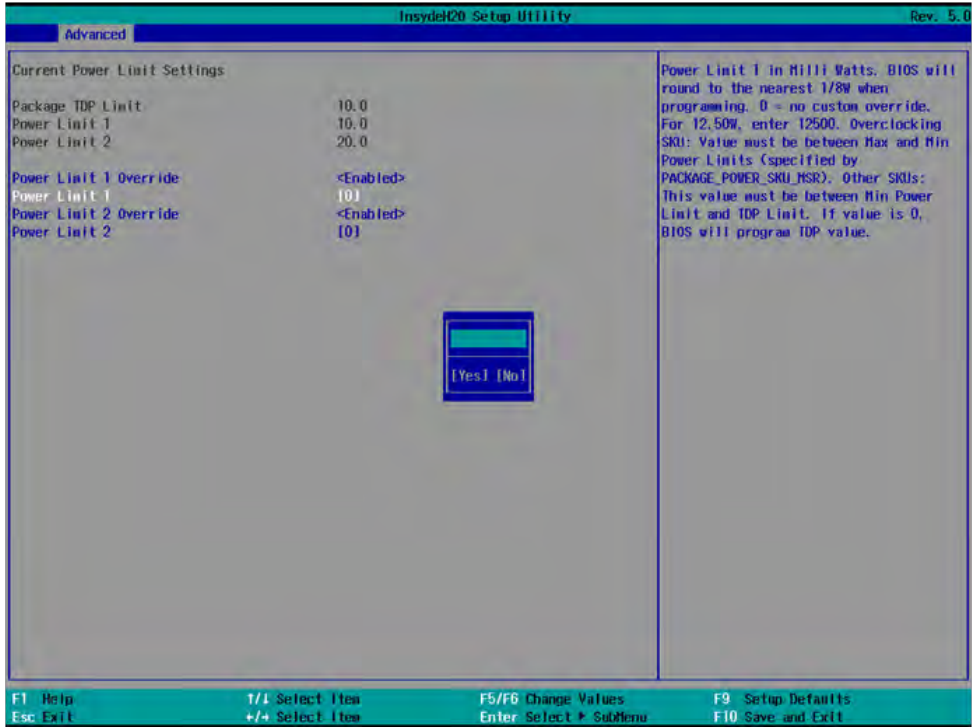 InsydeH2O Setup Utility Rev. 5.0
Advanced
Current Power Limit Settings
Package TDP Limit 10.0
Power Limit 1 10.0
Power Limit 2 20.0
Power Limit 1 Override <Enabled>
Power Limit 1 [0]
Power Limit 2 Override <Enabled>
Power Limit 2 [0]
Power Limit 1 in Milli Watts. BIOS will
round to the nearest 1/8W when
programming. 0 = no custom override.
For 12.50W, enter 12500. Overclocking
SKU: Value must be between Max and Min
Power Limits (specified by
PACKAGE_POWER_SKU_MSR). Other SKUs:
This value must be between Min Power
Limit and TDP Limit. If value is 0,
BIOS will program TDP value.
[Yes] [No]
F1 Help ↑/↓ Select Item F5/F6 Change Values F9 Setup Defaults
Esc Exit ←/→ Select Item Enter Select ► SubMenu F10 Save and Exit